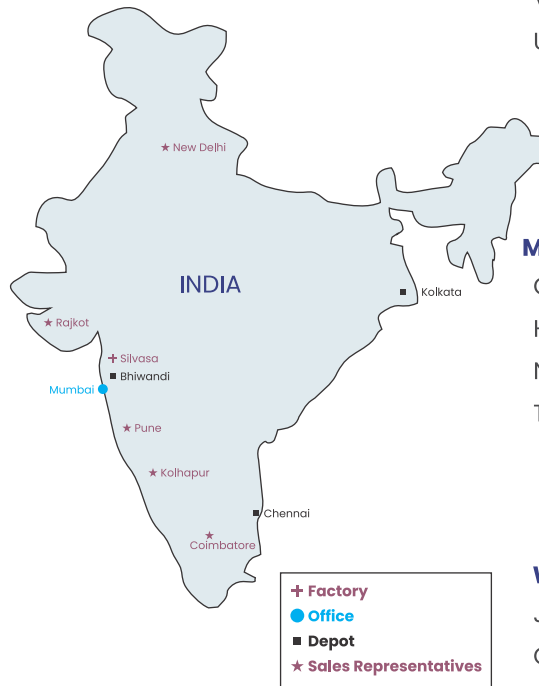 New Delhi
INDIA
Kolkata
Rajkot
Silvasa
Bhiwandi
Mumbai
Pune
Kolhapur
Chennai
Coimbatore
Factory
Office
Depot
Sales Representatives